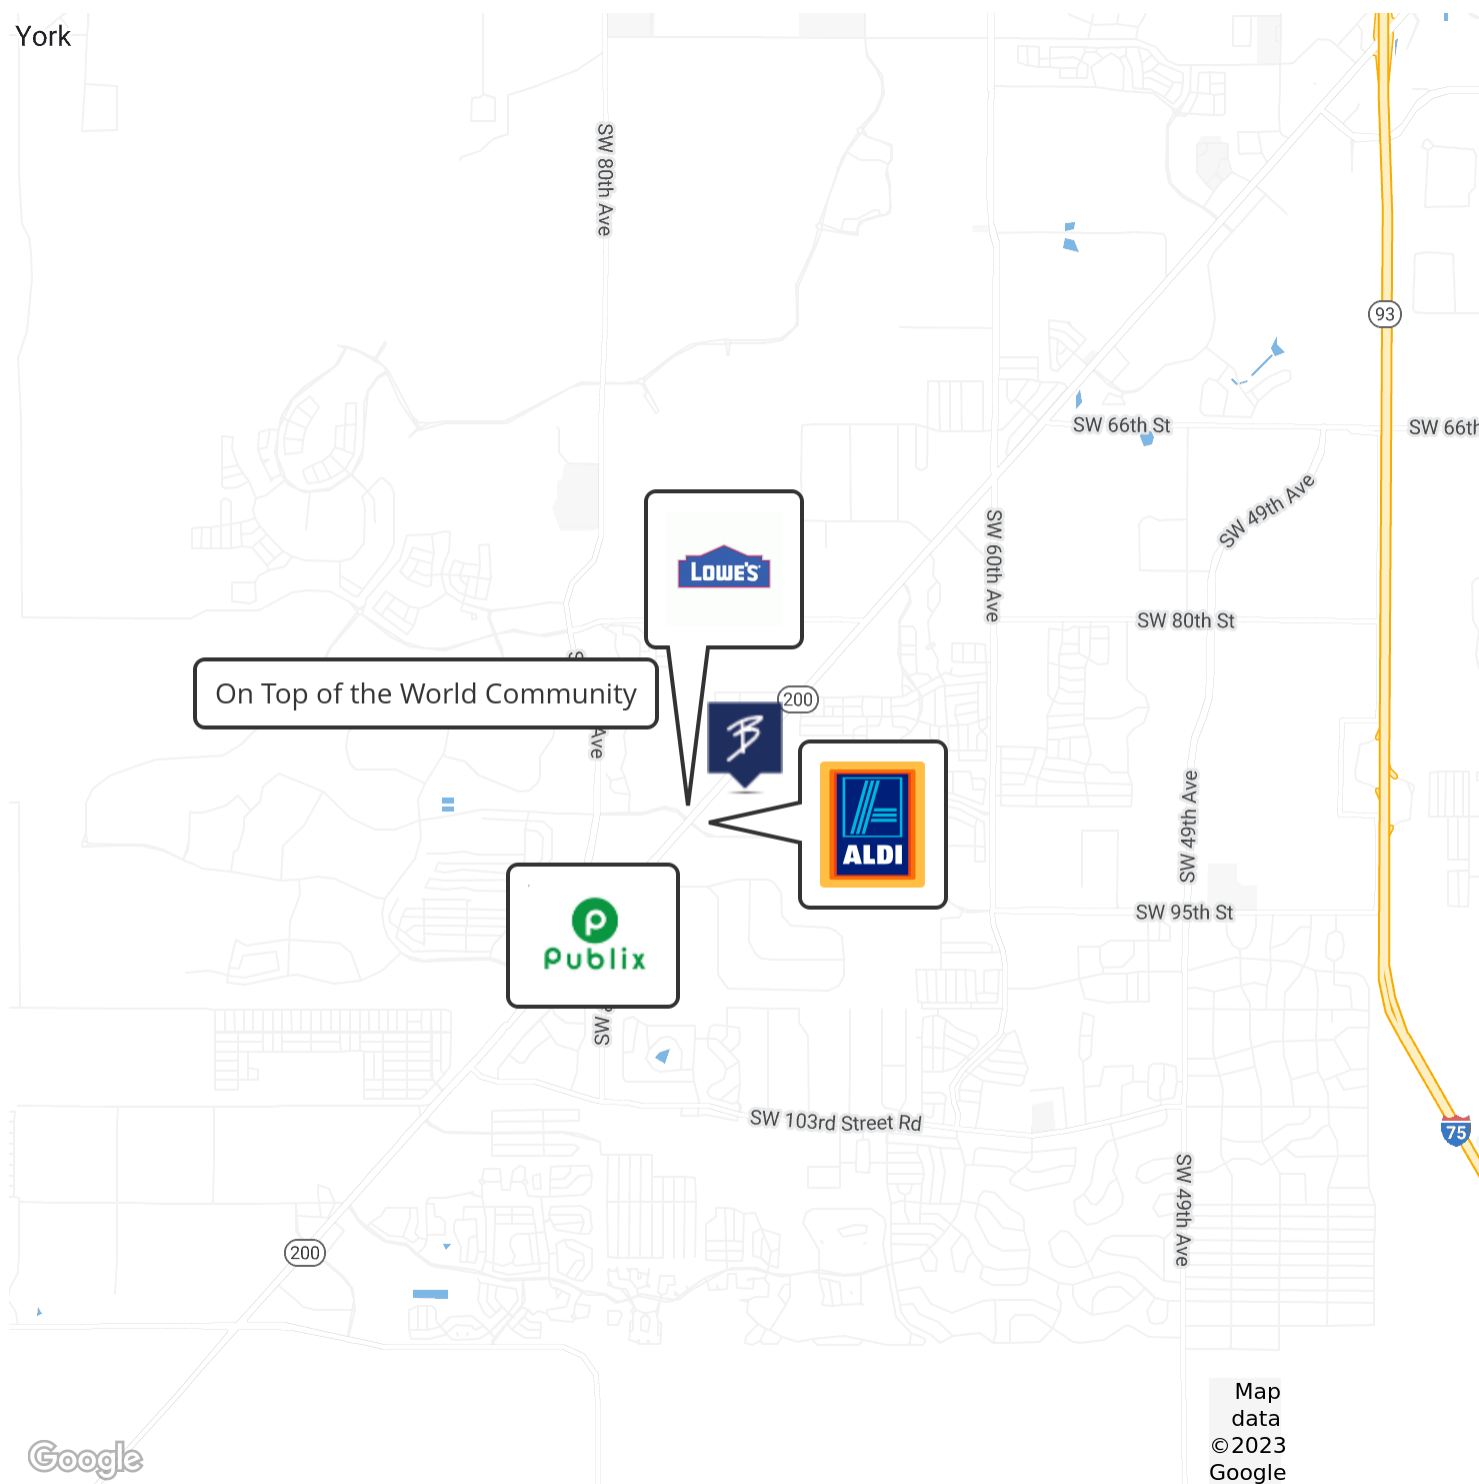 York
SW 80th Ave
93
SW 66th St
SW 66th
SW 49th Ave
SW 60th Ave
LOWE'S
SW 80th St
On Top of the World Community
200
B
Ave
ALDI
SW 49th Ave
Publix
SW 95th St
SW
SW 103rd Street Rd
75
SW 49th Ave
200
Map
data
©2023
Google
Google